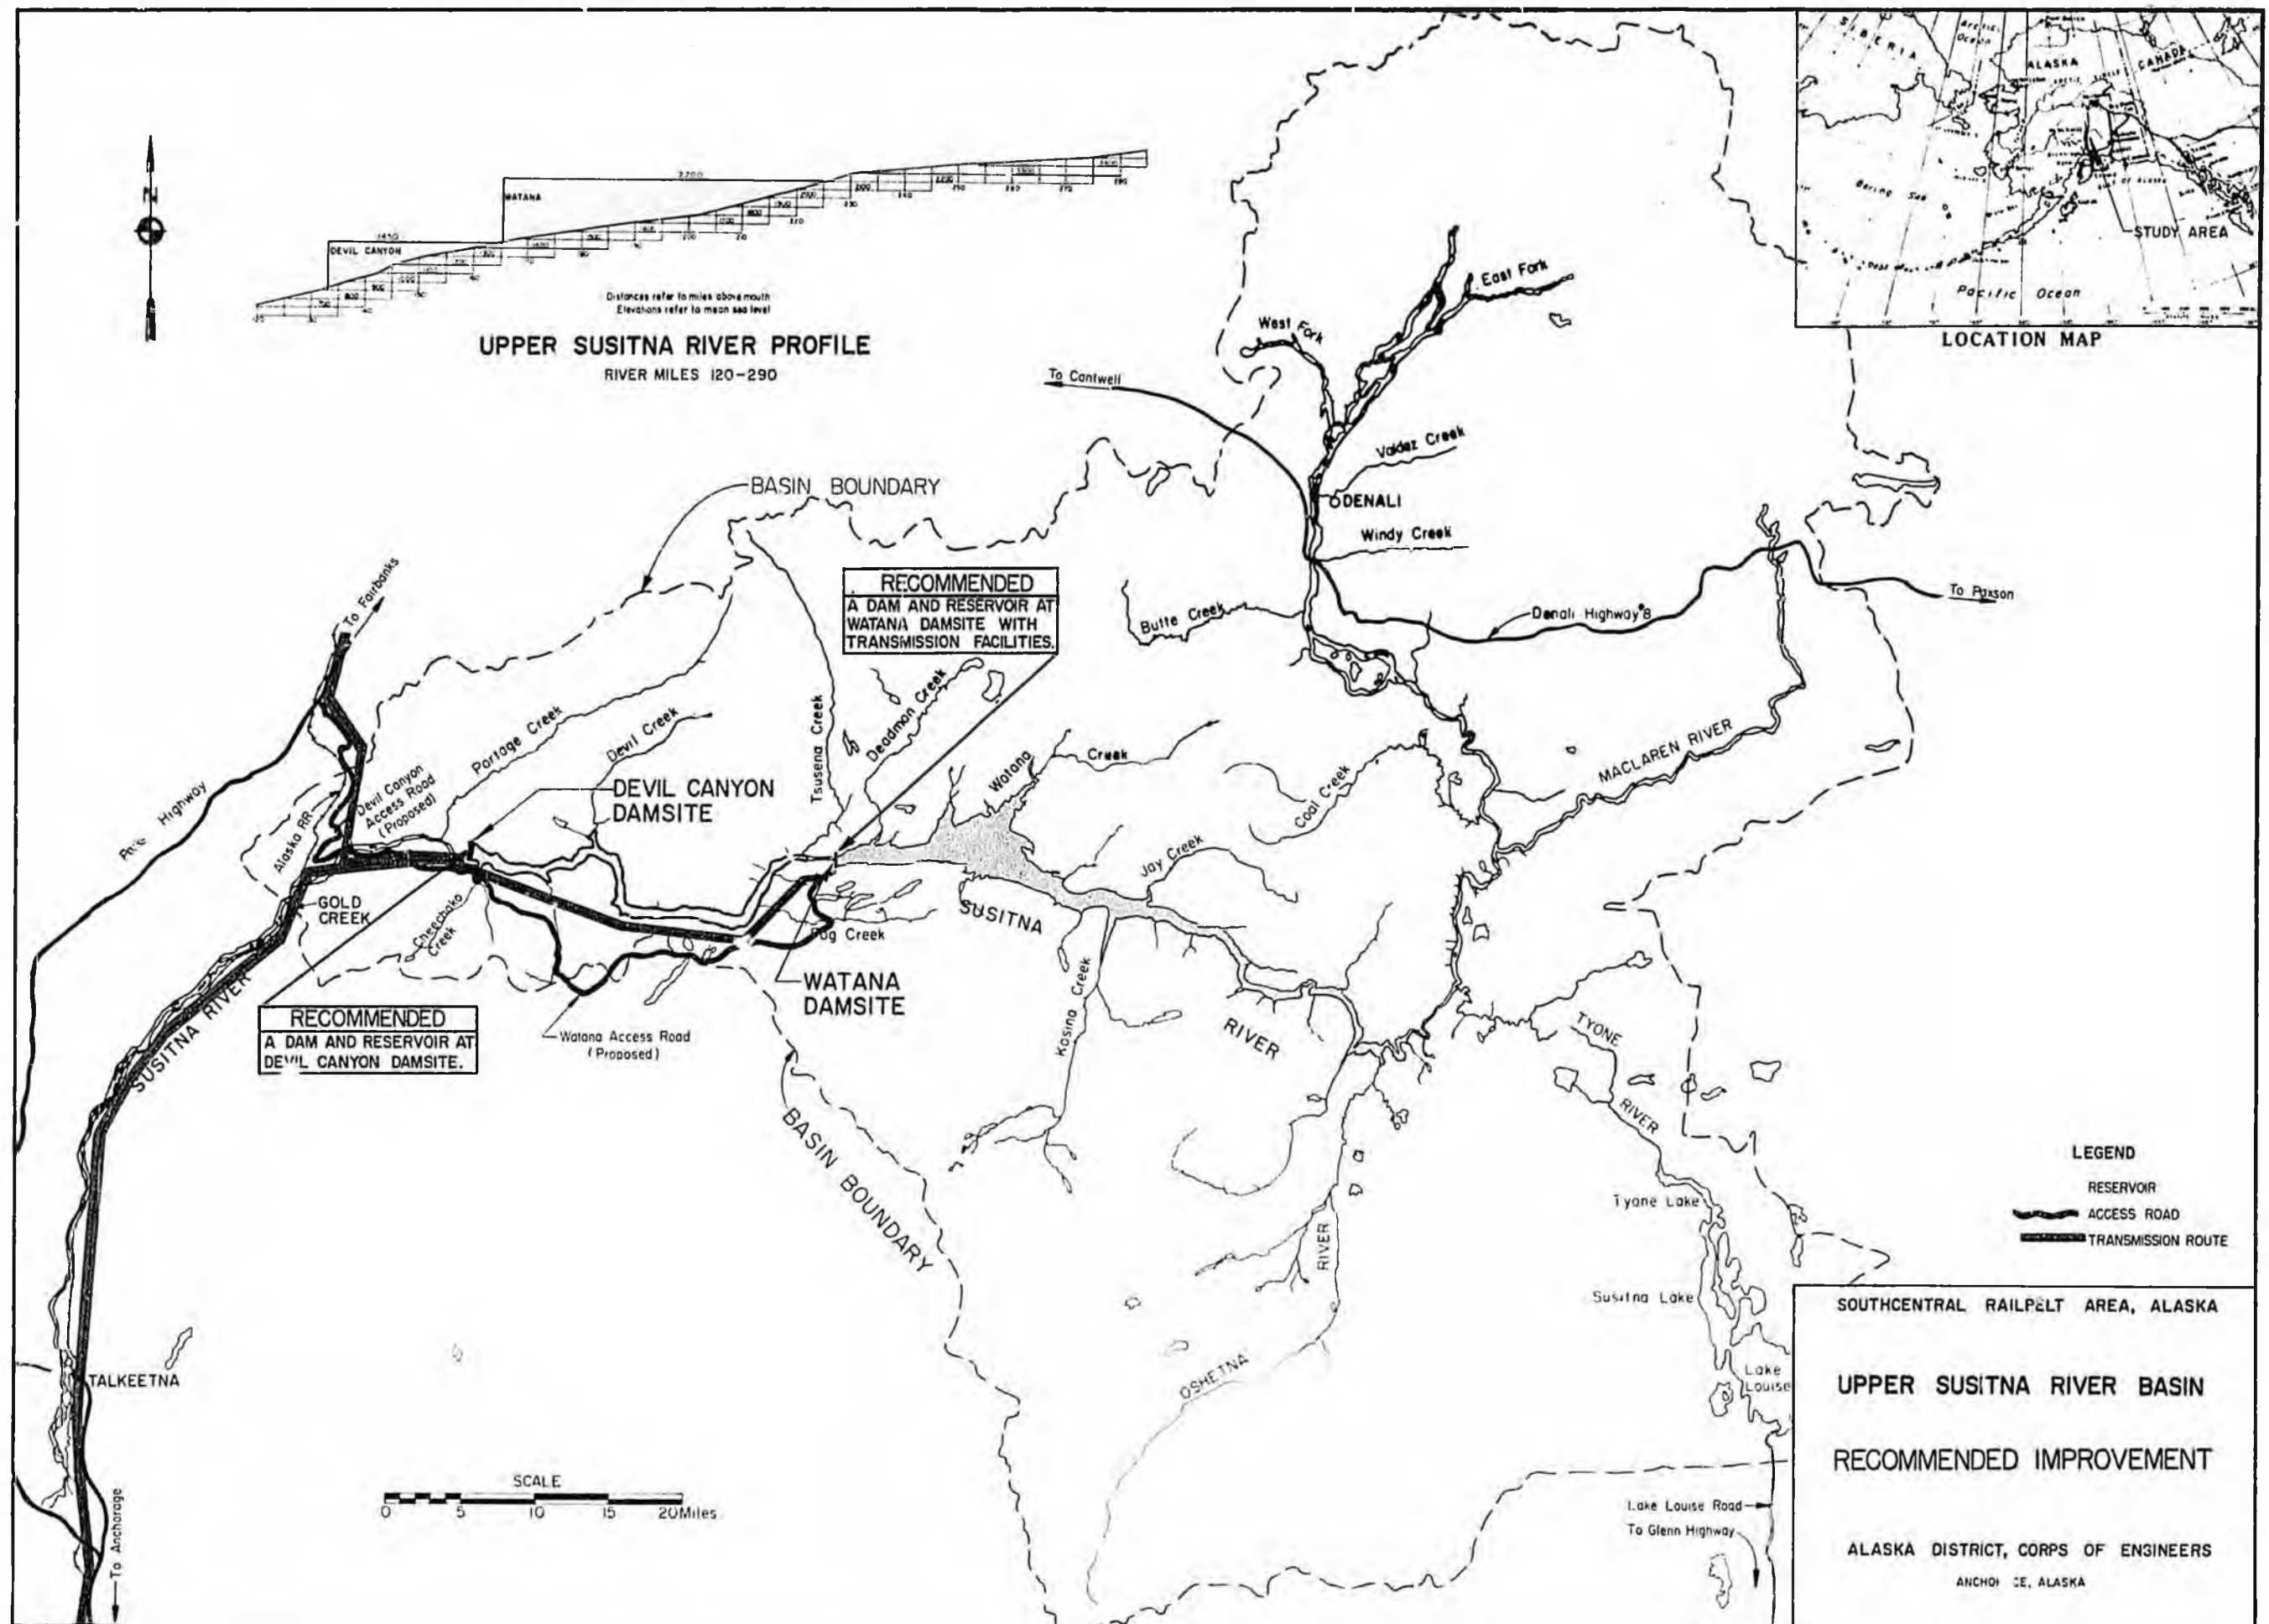 N
2200
WATANA
1450
DEVIL CANYON
Distances refer to miles above mouth
Elevations refer to mean sea level
UPPER SUSITNA RIVER PROFILE
RIVER MILES 120-290
SIBERIA
Arctic
Ocean
ALASKA
CANADA
Bering Sea
STUDY AREA
Pacific Ocean
LOCATION MAP
East Fork
West Fork
To Cantwell
Valdez Creek
DENALI
Windy Creek
BASIN BOUNDARY
To Fairbanks
RECOMMENDED
A DAM AND RESERVOIR AT
WATANA DAMSITE WITH
TRANSMISSION FACILITIES.
Butte Creek
Denali Highway #8
To Paxson
Portage Creek
Devil Creek
Tsusena Creek
Deadman Creek
Watana Creek
Coal Creek
MACLAREN RIVER
Highway
Alaska RR
Devil Canyon
Access Road
(Proposed)
DEVIL CANYON
DAMSITE
Jay Creek
GOLD
CREEK
Cheechako
Creek
SUSITNA
Fog Creek
WATANA
DAMSITE
Kosina Creek
RIVER
TYONE
RIVER
SUSITNA RIVER
RECOMMENDED
A DAM AND RESERVOIR AT
DEVIL CANYON DAMSITE.
Watana Access Road
(Proposed)
BASIN BOUNDARY
LEGEND
RESERVOIR
ACCESS ROAD
TRANSMISSION ROUTE
Tyone Lake
RIVER
OSHETNA
Susitna Lake
Lake
Louise
TALKEETNA
To Anchorage
SCALE
0 5 10 15 20 Miles
Lake Louise Road
To Glenn Highway
SOUTHCENTRAL RAILBELT AREA, ALASKA
UPPER SUSITNA RIVER BASIN
RECOMMENDED IMPROVEMENT
ALASKA DISTRICT, CORPS OF ENGINEERS
ALASKA